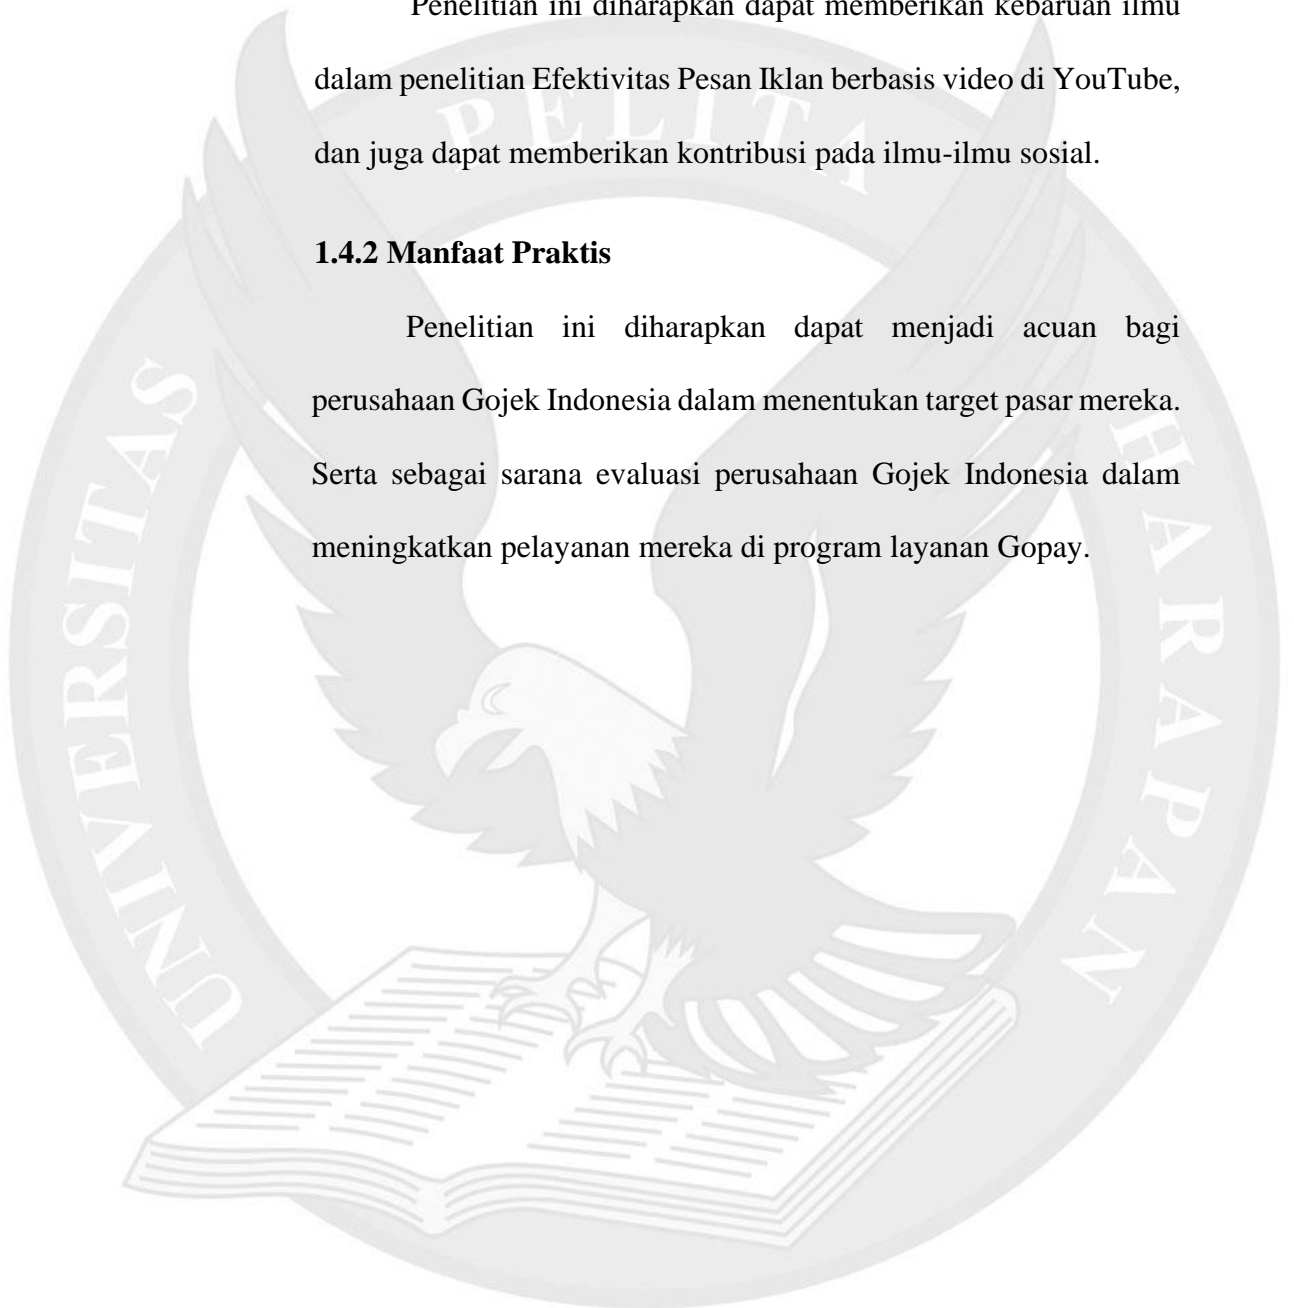 Penelitian ini diharapkan dapat memberikan kebaruan ilmu
dalam penelitian Efektivitas Pesan Iklan berbasis video di YouTube,
dan juga dapat memberikan kontribusi pada ilmu-ilmu sosial.
1.4.2 Manfaat Praktis
Penelitian ini diharapkan dapat menjadi acuan bagi
perusahaan Gojek Indonesia dalam menentukan target pasar mereka.
Serta sebagai sarana evaluasi perusahaan Gojek Indonesia dalam
meningkatkan pelayanan mereka di program layanan Gopay.
UNIVERSITAS PELITA HARAPAN